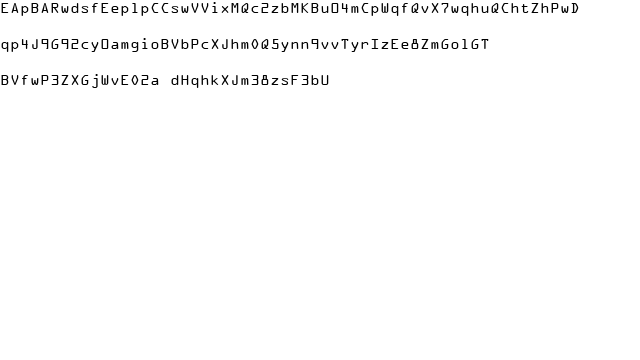 EApBARwdsfEeplpCCswVVixMQc2zbMKBuO4mCpWqfQvX7wqhuQChtZhPwD
qp4J9G92cyOamgioBVbPcXJhm0Q5ynn9vvTyrIzEe8ZmGolGT
BVfwP3ZXGjWvE02a dHqhkXJm38zsF3bU